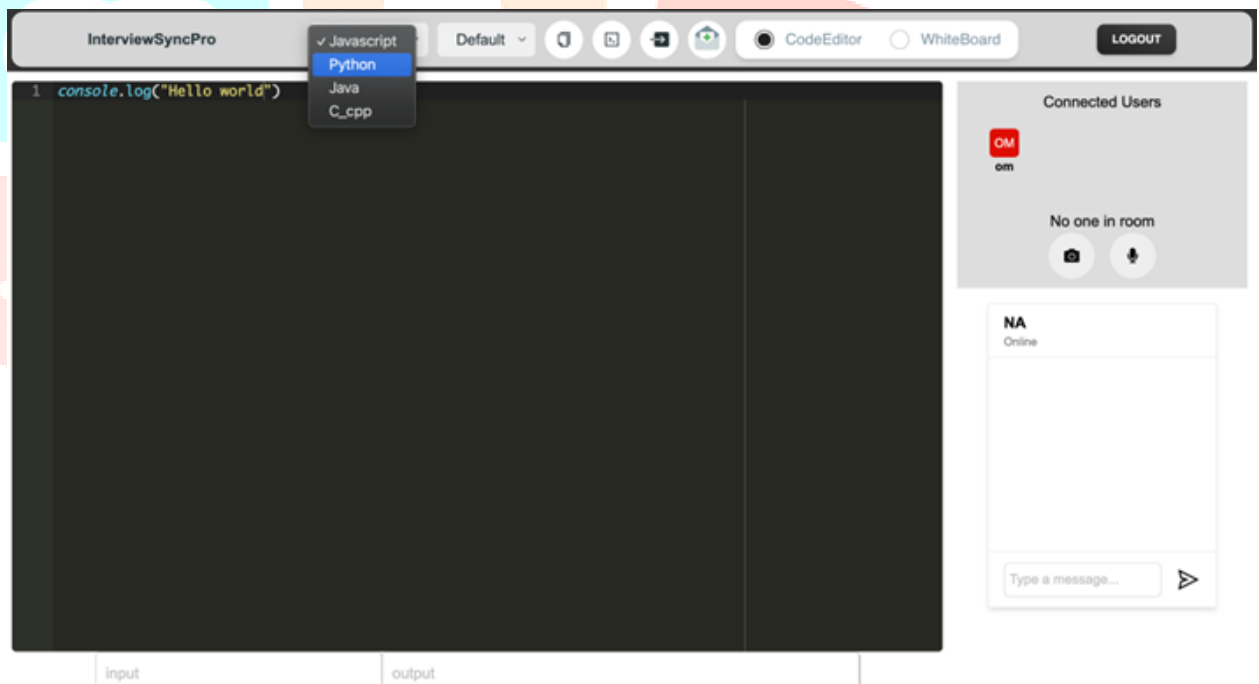 InterviewSyncPro
✓ Javascript
Python
Java
C_cpp
Default
CodeEditor
WhiteBoard
LOGOUT
1 console.log("Hello world")
Connected Users
OM
om
No one in room
NA
Online
Type a message...
input
output